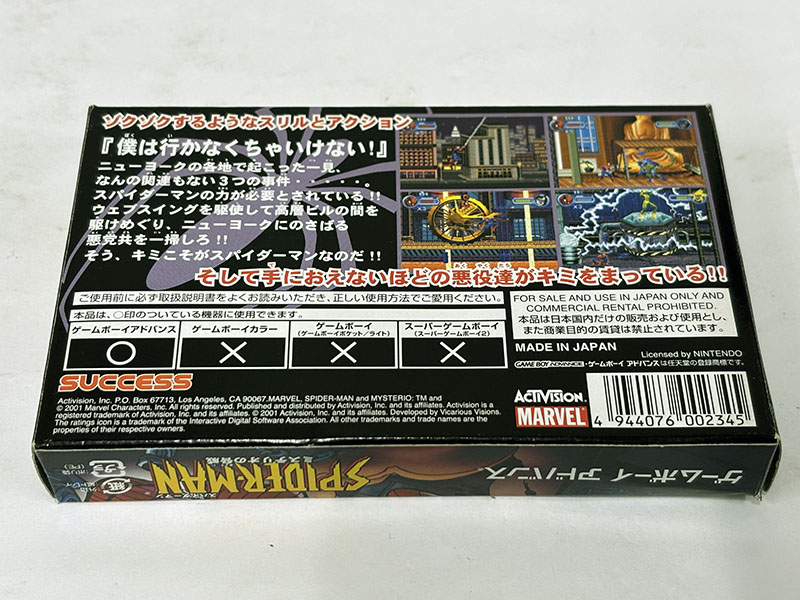 ゾクゾクするようなスリルとアクション
『僕は行かなくちゃいけない!』
ニューヨークの各地で起こった一見、
なんの関連もない3つの事件・・・・・。
スパイダーマンの力が必要とされている!!
ウェブスイングを駆使して高層ビルの間を
駆けめぐり、ニューヨークにのさばる
悪党共を一掃しろ!!
そう、キミこそがスパイダーマンなのだ!!
そして手におえないほどの悪役達がキミをまっている!!
ご使用前に必ず取扱説明書をよくお読みいただき、正しい使用方法でご愛用ください。
本品は、○印のついている機器に使用できます。
ゲームボーイアドバンス
ゲームボーイカラー
ゲームボーイ
(ゲームボーイポケット/ライト)
スーパーゲームボーイ
(スーパーゲームボーイ2)
FOR SALE AND USE IN JAPAN ONLY AND
COMMERCIAL RENTAL PROHIBITED.
本品は日本国内だけの販売および使用とし、
また商業目的の賃貸は禁止されています。
MADE IN JAPAN
Licensed by NINTENDO
GAME BOY ADVANCE・ゲームボーイ アドバンスは任天堂の登録商標です。
SUCCESS
Activision, Inc. P.O. Box 67713, Los Angeles, CA 90067.MARVEL, SPIDER-MAN and MYSTERIO: TM and
© 2001 Marvel Characters, Inc. All rights reserved. Published and distributed by Activision, Inc. Activision is a
registered trademark of Activision, Inc. and its affiliates. © 2001 Activision, Inc. and its affiliates. Developed by Vicarious Visions.
The ratings icon is a trademark of the Interactive Digital Software Association. All other trademarks and trade names are the
properties of their respective owners.
ACTIVISION
MARVEL
4 944076 002345
ゲームボーイ アドバンス
ミステリオの脅威
SPIDER-MAN
スパイダーマン
紙